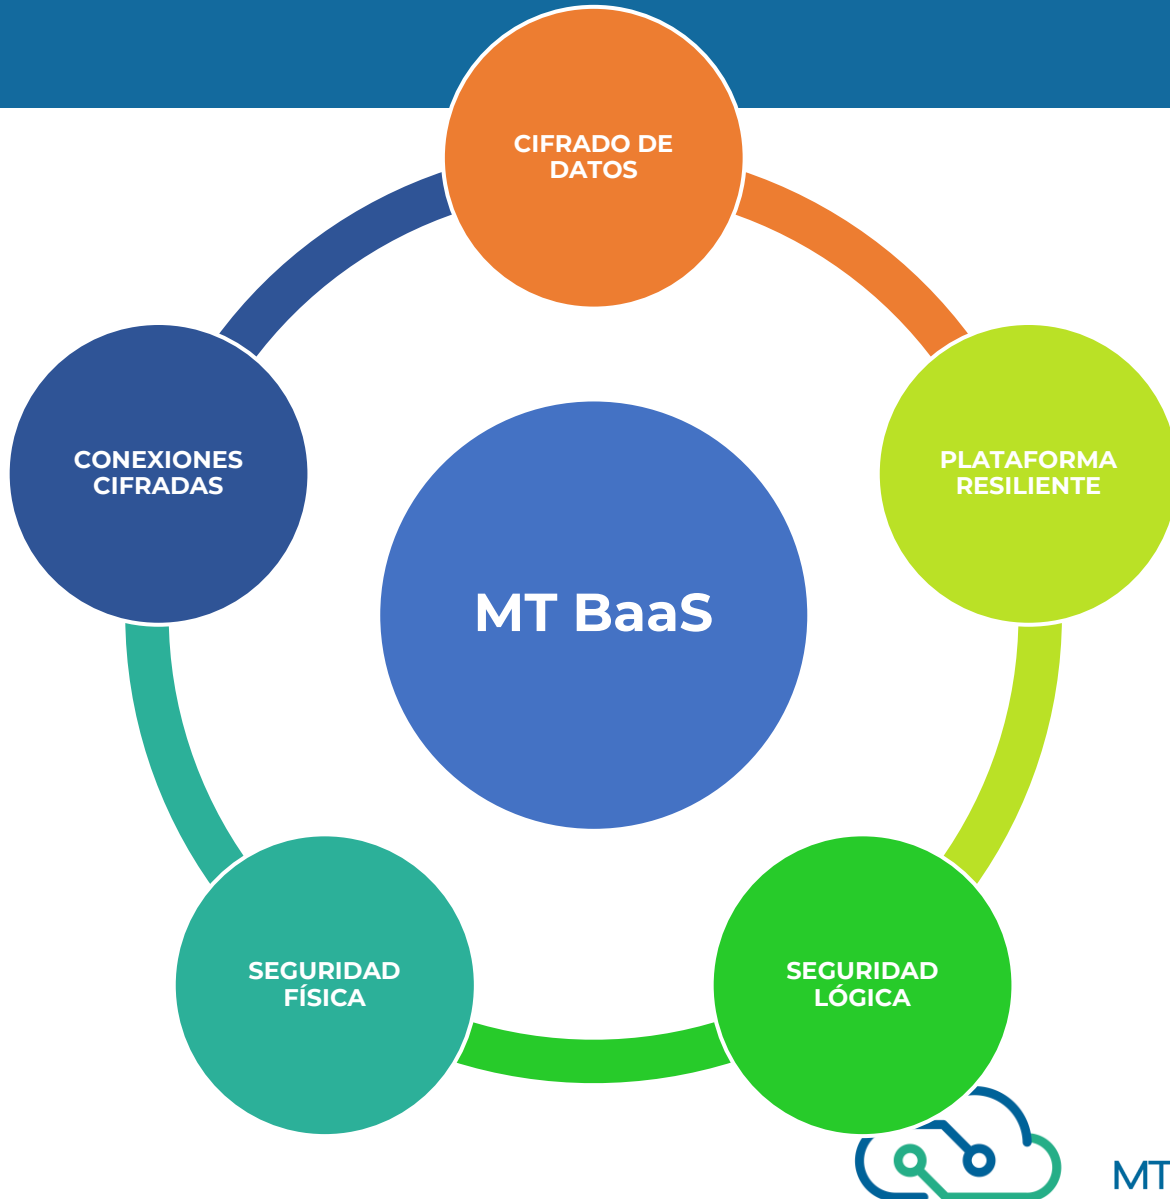 CIFRADO DE
DATOS
CONEXIONES
CIFRADAS
PLATAFORMA
RESILIENTE
MT BaaS
SEGURIDAD
FÍSICA
SEGURIDAD
LÓGICA
MT